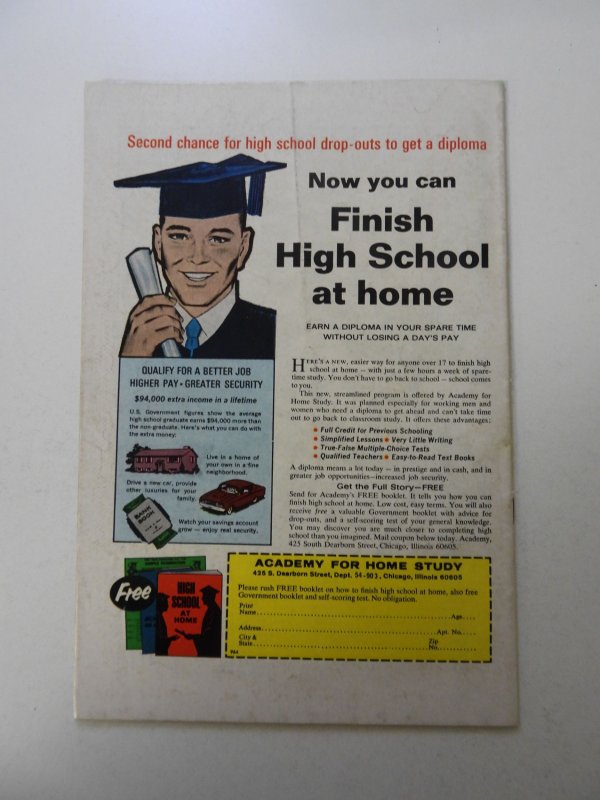 Second chance for high school drop-outs to get a diploma
Now you can
Finish
High School
at home
EARN A DIPLOMA IN YOUR SPARE TIME
WITHOUT LOSING A DAY'S PAY
HERE'S A NEW, easier way for anyone over 17 to finish high
school at home — with just a few hours a week of spare-
time study. You don't have to go back to school — school comes
to you.
This new, streamlined program is offered by Academy for
Home Study. It was planned especially for working men and
women who need a diploma to get ahead and can't take time
out to go back to classroom study. It offers these advantages:
• Full Credit for Previous Schooling
• Simplified Lessons • Very Little Writing
• True-False Multiple-Choice Tests
• Qualified Teachers • Easy-to-Read Text Books
A diploma means a lot today — in prestige and in cash, and in
greater job opportunities—increased job security.
Get the Full Story—FREE
Send for Academy's FREE booklet. It tells you how you can
finish high school at home. Low cost, easy terms. You will also
receive free a valuable Government booklet with advice for
drop-outs, and a self-scoring test of your general knowledge.
You may discover you are much closer to completing high
school than you imagined. Mail coupon below today. Academy,
425 South Dearborn Street, Chicago, Illinois 60605.
QUALIFY FOR A BETTER JOB
HIGHER PAY • GREATER SECURITY
$94,000 extra income in a lifetime
U.S. Government figures show the average
high school graduate earns $94,000 more than
the non-graduate. Here's what you can do with
the extra money:
Live in a home of
your own in a fine
neighborhood.
Drive a new car, provide
other luxuries for your
family.
BANK
BOOK
Watch your savings account
grow — enjoy real security.
Free
HIGH
SCHOOL
AT
HOME
ACADEMY FOR HOME STUDY
425 S. Dearborn Street, Dept. 54-903, Chicago, Illinois 60605
Please rush FREE booklet on how to finish high school at home, also free
Government booklet and self-scoring test. No obligation.
Print
Name Age
Address Apt. No.
City &
State Zip
No.